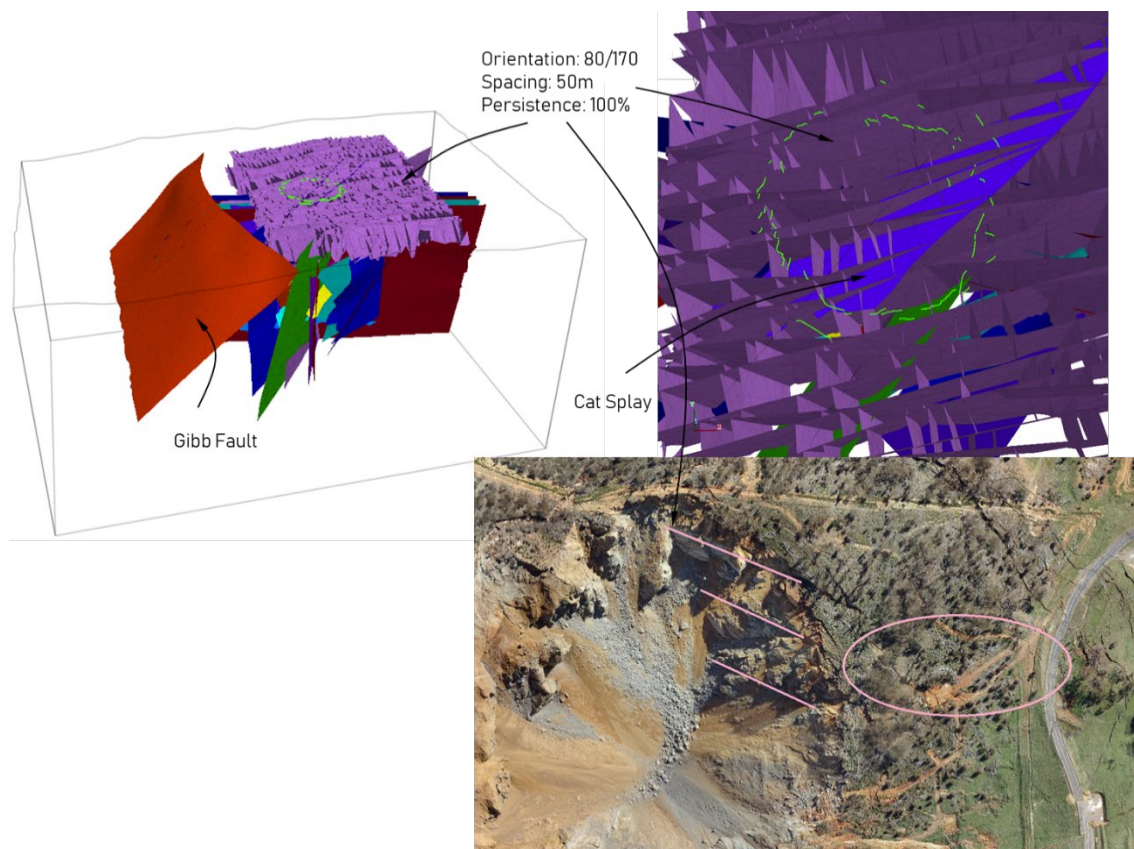 Orientation: 80/170
Spacing: 50m
Persistence: 100%
Cat Splay
Gibb Fault